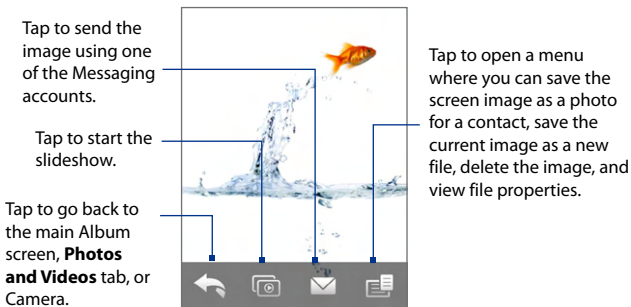 Tap to send the
image using one
of the Messaging
accounts.
Tap to start the
slideshow.
Tap to go back to
the main Album
screen, Photos
and Videos tab, or
Camera.
Tap to open a menu
where you can save the
screen image as a photo
for a contact, save the
current image as a new
file, delete the image, and
view file properties.